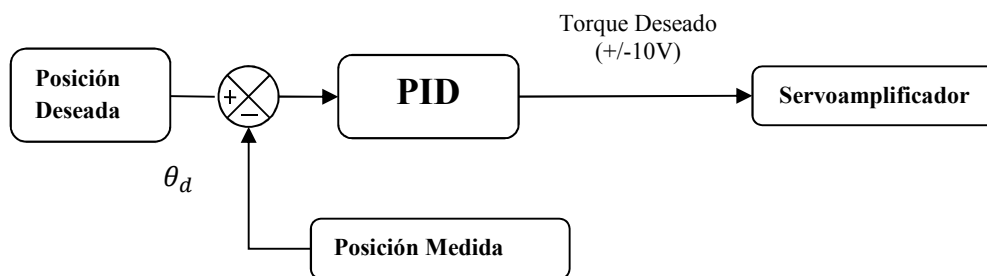 Torque Deseado
(+/-10V)
Posición
Deseada
+
−
PID
Servoamplificador
θ_d
Posición Medida